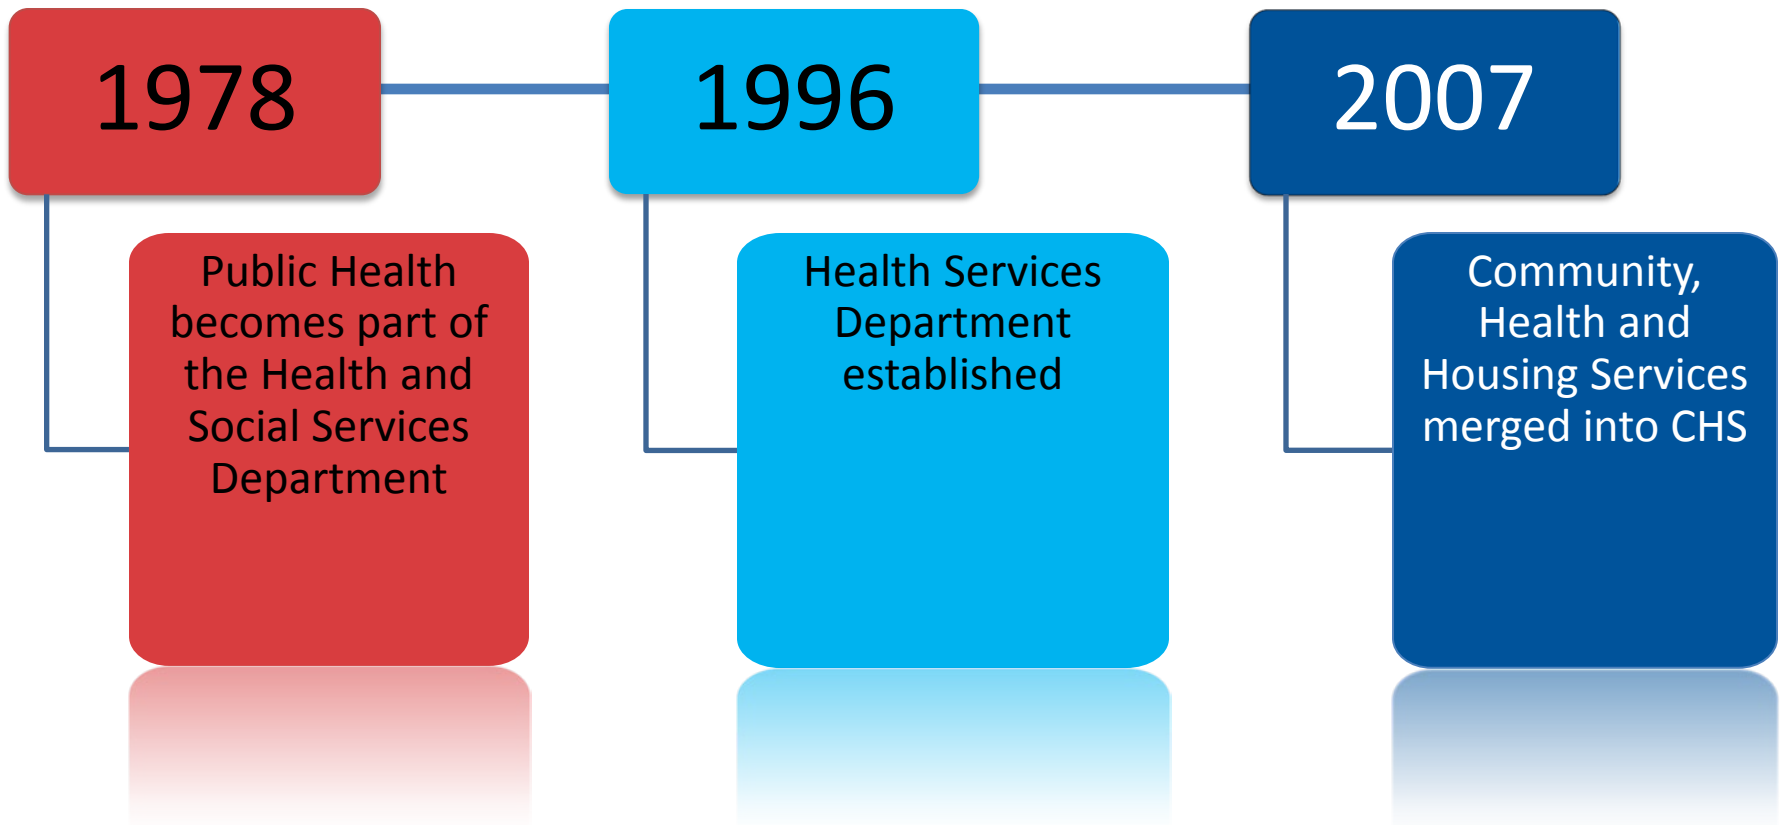 1978
Public Health
becomes part of
the Health and
Social Services
Department
1996
Health Services
Department
established
2007
Community,
Health and
Housing Services
merged into CHS